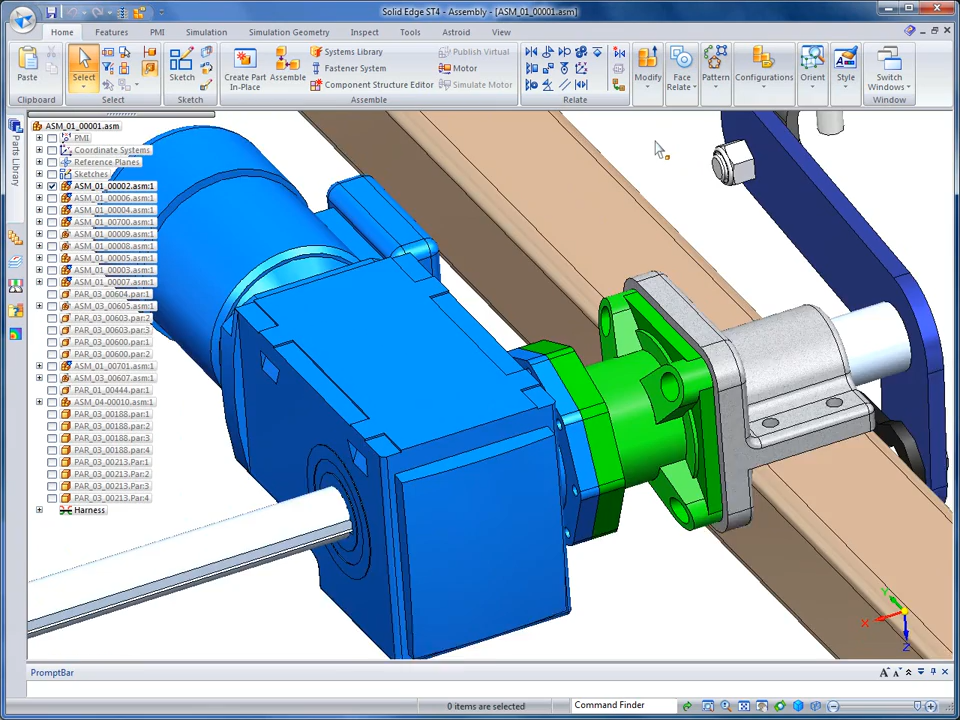 Solid Edge ST4 - Assembly - [ASM_01_00001.asm]
Home Features PMI Simulation Simulation Geometry Inspect Tools Astroid View
Paste
Clipboard
Select
Select
Sketch
Sketch
Create Part In-Place
Assemble
Systems Library
Fastener System
Component Structure Editor
Publish Virtual
Motor
Simulate Motor
Assemble
Relate
Modify
Face Relate
Pattern
Configurations
Orient
Style
Switch Windows
Window
Parts Library
ASM_01_00001.asm
PMI
Coordinate Systems
Reference Planes
Sketches
ASM_01_00002.asm:1
ASM_01_00006.asm:1
ASM_01_00004.asm:1
ASM_01_00700.asm:1
ASM_01_00009.asm:1
ASM_01_00008.asm:1
ASM_01_00005.asm:1
ASM_01_00003.asm:1
ASM_01_00007.asm:1
PAR_03_00604.par:1
ASM_03_00605.asm:1
PAR_03_00603.par:2
PAR_03_00603.par:3
PAR_03_00600.par:1
PAR_03_00600.par:2
ASM_01_00701.asm:1
ASM_03_00607.asm:1
PAR_01_00444.par:1
ASM_04-00010.asm:1
PAR_03_00188.par:1
PAR_03_00188.par:2
PAR_03_00188.par:3
PAR_03_00188.par:4
PAR_03_00213.Par:1
PAR_03_00213.Par:2
PAR_03_00213.Par:3
PAR_03_00213.Par:4
Harness
Y
X
Z
PromptBar
0 items are selected
Command Finder